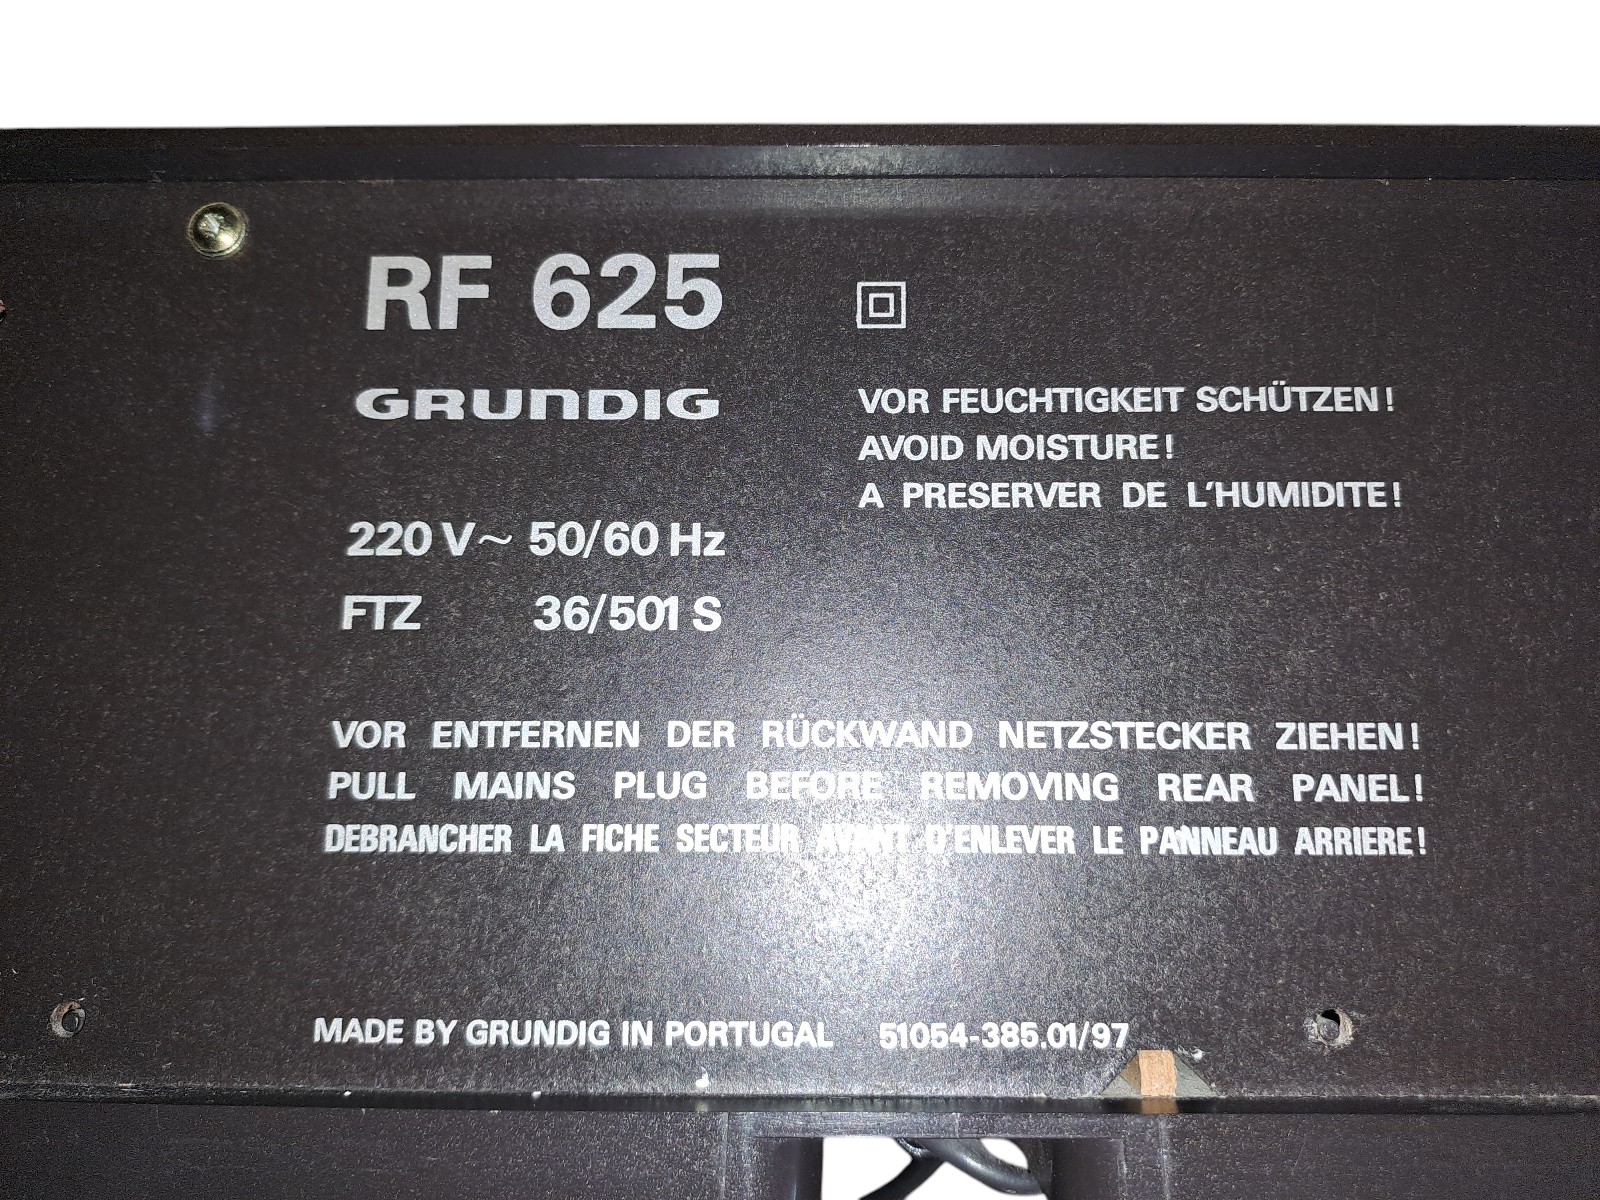 RF 625
GRUNDIG
VOR FEUCHTIGKEIT SCHÜTZEN!
AVOID MOISTURE!
A PRESERVER DE L'HUMIDITE!
220 V~ 50/60 Hz
FTZ 36/501 S
VOR ENTFERNEN DER RÜCKWAND NETZSTECKER ZIEHEN!
PULL MAINS PLUG BEFORE REMOVING REAR PANEL!
DEBRANCHER LA FICHE SECTEUR AVANT D'ENLEVER LE PANNEAU ARRIERE!
MADE BY GRUNDIG IN PORTUGAL 51054-385.01/97